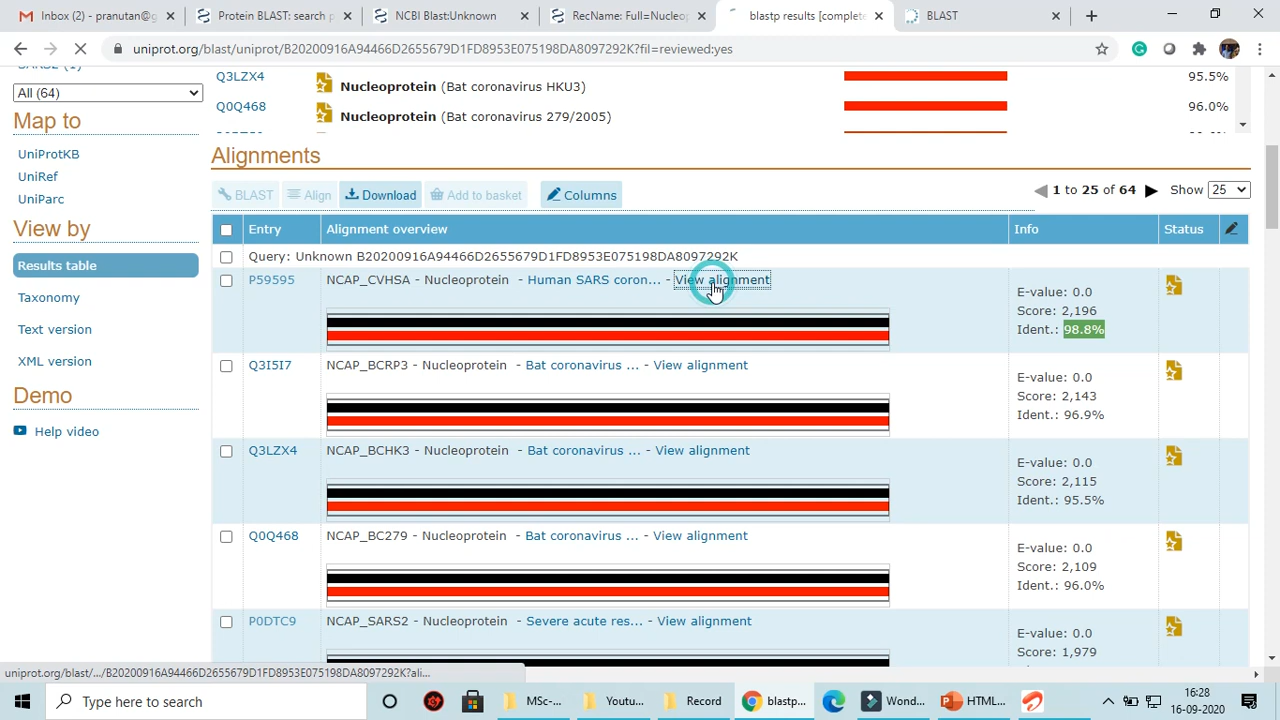 Inbox (2) - pranutan@g
Protein BLAST: search p
NCBI Blast:Unknown
RecName: Full=Nucleop
blastp results [complete
BLAST
uniprot.org/blast/uniprot/B20200916A94466D2655679D1FD8953E075198DA8097292K?fil=reviewed:yes
All (64)
Q3LZX4 Nucleoprotein (Bat coronavirus HKU3) 95.5%
Q0Q468 Nucleoprotein (Bat coronavirus 279/2005) 96.0%
Map to
UniProtKB
UniRef
UniParc
View by
Results table
Taxonomy
Text version
XML version
Demo
Help video
Alignments
BLAST Align Download Add to basket Columns 1 to 25 of 64 Show 25
Entry Alignment overview Info Status
Query: Unknown B20200916A94466D2655679D1FD8953E075198DA8097292K
P59595 NCAP_CVHSA - Nucleoprotein - Human SARS coron... - View alignment
E-value: 0.0
Score: 2,196
Ident.: 98.8%
Q3I5I7 NCAP_BCRP3 - Nucleoprotein - Bat coronavirus ... - View alignment
E-value: 0.0
Score: 2,143
Ident.: 96.9%
Q3LZX4 NCAP_BCHK3 - Nucleoprotein - Bat coronavirus ... - View alignment
E-value: 0.0
Score: 2,115
Ident.: 95.5%
Q0Q468 NCAP_BC279 - Nucleoprotein - Bat coronavirus ... - View alignment
E-value: 0.0
Score: 2,109
Ident.: 96.0%
P0DTC9 NCAP_SARS2 - Nucleoprotein - Severe acute res... - View alignment
E-value: 0.0
Score: 1,979
uniprot.org/blast/.../B20200916A94466D2655679D1FD8953E075198DA8097292K?ali...
Type here to search
MSc-...
Youtu...
Record
blastp...
Wond...
HTML...
16:28
16-09-2020